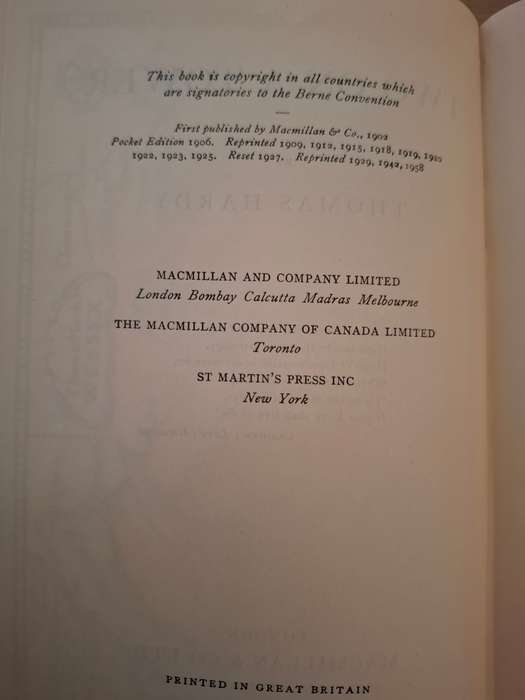 This book is copyright in all countries which
are signatories to the Berne Convention
First published by Macmillan & Co., 1902
Pocket Edition 1906. Reprinted 1909, 1912, 1915, 1918, 1919, 1920
1922, 1923, 1925. Reset 1927. Reprinted 1929, 1942, 1958
THOMAS HARDY
MACMILLAN AND COMPANY LIMITED
London Bombay Calcutta Madras Melbourne
THE MACMILLAN COMPANY OF CANADA LIMITED
Toronto
ST MARTIN'S PRESS INC
New York
PRINTED IN GREAT BRITAIN